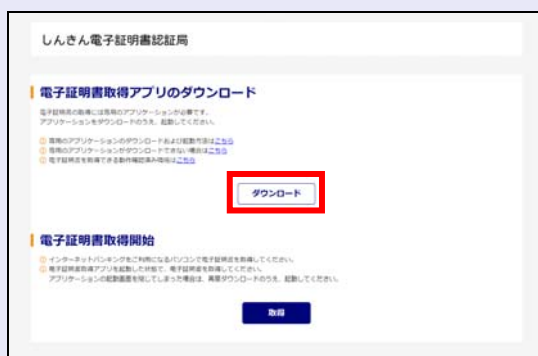 しんきん電子証明書認証局
電子証明書取得アプリのダウンロード
電子証明書の取得には専用のアプリケーションが必要です。
アプリケーションをダウンロードのうえ、起動してください。
専用のアプリケーションのダウンロードおよび起動方法はこちら
専用のアプリケーションがダウンロードできない場合はこちら
電子証明書を取得できる動作確認済み環境はこちら
ダウンロード
電子証明書取得開始
インターネットバンキングをご利用になるパソコンで電子証明書を取得してください。
電子証明書取得アプリを起動した状態で、電子証明書を取得してください。
アプリケーションの起動画面を閉じてしまった場合は、再度ダウンロードのうえ、起動してください。
取得